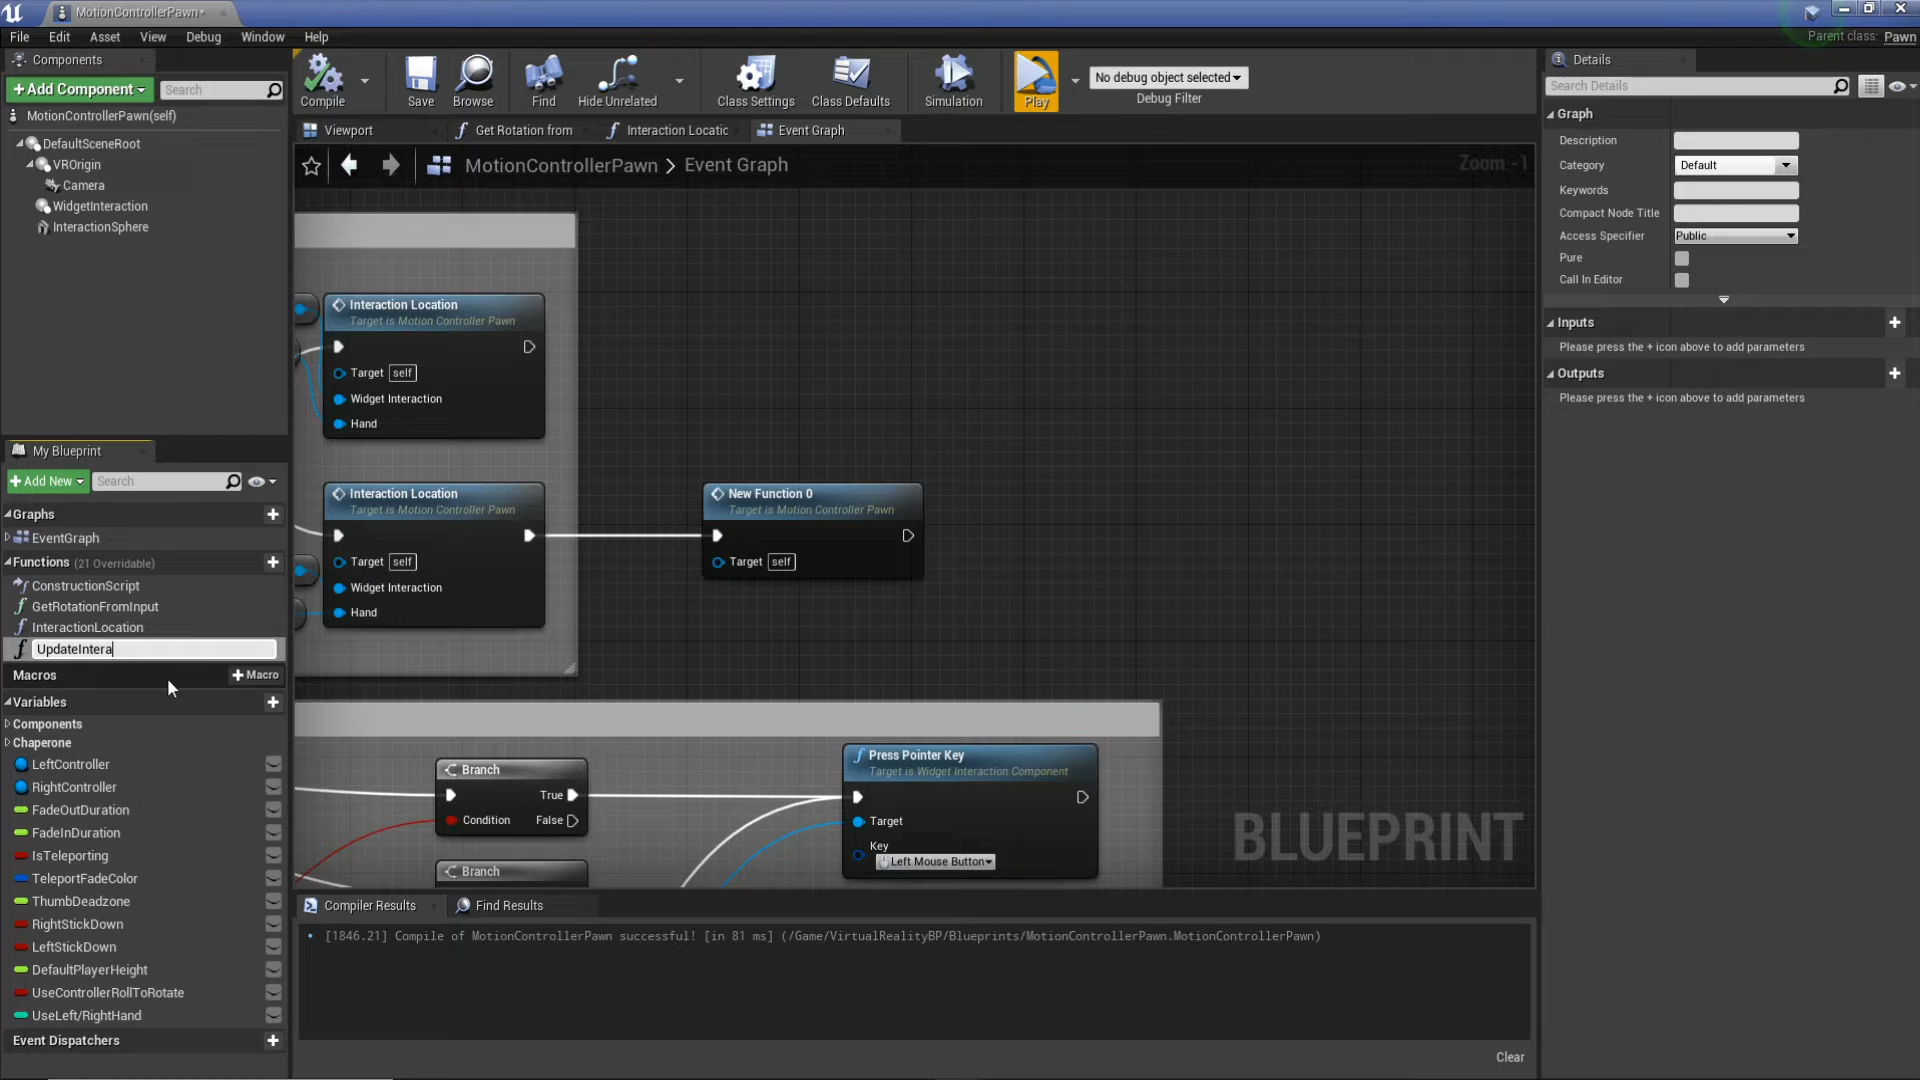 MotionControllerPawn*
File Edit Asset View Debug Window Help
Parent class: Pawn
Components
+ Add Component
Search
MotionControllerPawn(self)
DefaultSceneRoot
VROrigin
Camera
WidgetInteraction
InteractionSphere
Compile
Save
Browse
Find
Hide Unrelated
Class Settings
Class Defaults
Simulation
Play
No debug object selected
Debug Filter
Viewport
Get Rotation from
Interaction Locatic
Event Graph
MotionControllerPawn > Event Graph
Zoom -1
Interaction Location
Target is Motion Controller Pawn
Target self
Widget Interaction
Hand
Interaction Location
Target is Motion Controller Pawn
Target self
Widget Interaction
Hand
New Function 0
Target is Motion Controller Pawn
Target self
Branch
True
Condition False
Branch
Press Pointer Key
Target is Widget Interaction Component
Target
Key
Left Mouse Button
BLUEPRINT
My Blueprint
+ Add New
Search
Graphs
EventGraph
Functions (21 Overridable)
ConstructionScript
GetRotationFromInput
InteractionLocation
UpdateIntera
Macros
+ Macro
Variables
Components
Chaperone
LeftController
RightController
FadeOutDuration
FadeInDuration
IsTeleporting
TeleportFadeColor
ThumbDeadzone
RightStickDown
LeftStickDown
DefaultPlayerHeight
UseControllerRollToRotate
UseLeft/RightHand
Event Dispatchers
Compiler Results
Find Results
[1846.21] Compile of MotionControllerPawn successful! [in 81 ms] (/Game/VirtualRealityBP/Blueprints/MotionControllerPawn.MotionControllerPawn)
Clear
Details
Search Details
Graph
Description
Category Default
Keywords
Compact Node Title
Access Specifier Public
Pure
Call In Editor
Inputs
Please press the + icon above to add parameters
Outputs
Please press the + icon above to add parameters